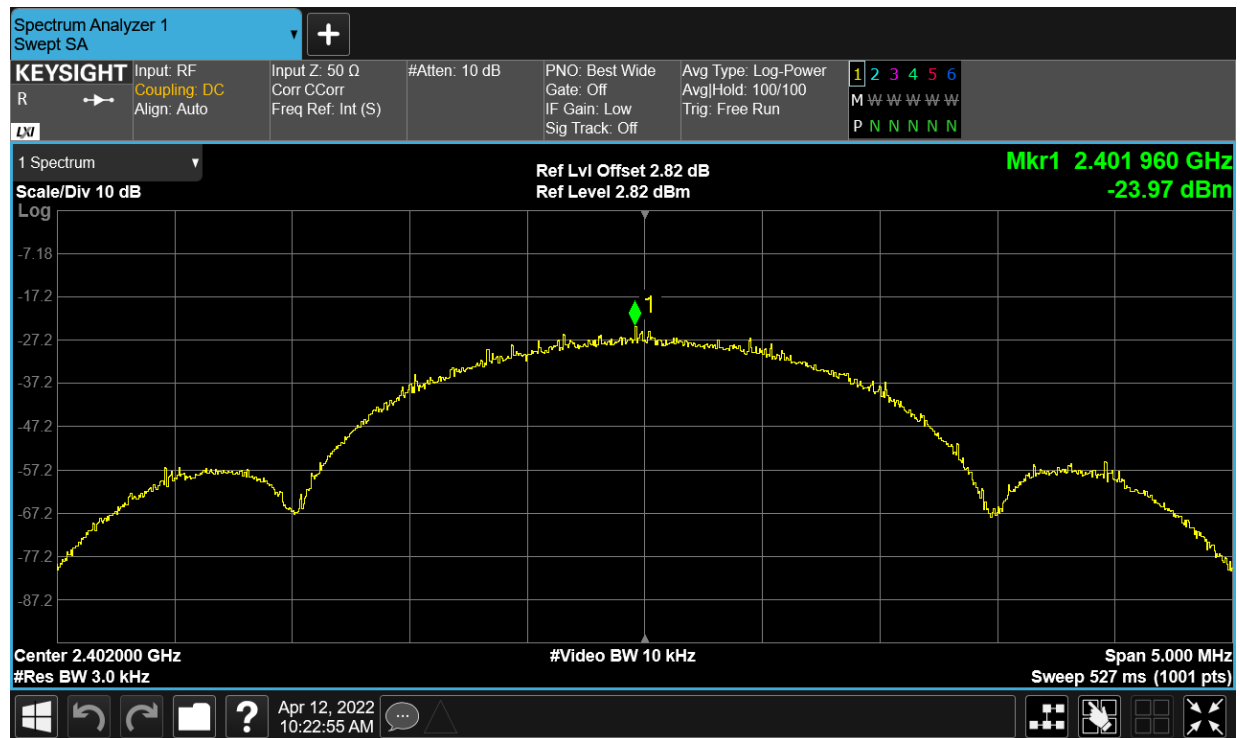 Spectrum Analyzer 1
Swept SA
KEYSIGHT
R
LXI
Input: RF
Coupling: DC
Align: Auto
Input Z: 50 Ω
Corr CCorr
Freq Ref: Int (S)
#Atten: 10 dB
PNO: Best Wide
Gate: Off
IF Gain: Low
Sig Track: Off
Avg Type: Log-Power
Avg|Hold: 100/100
Trig: Free Run
1 2 3 4 5 6
M W W W W W
P N N N N N
1 Spectrum
Scale/Div 10 dB
Ref Lvl Offset 2.82 dB
Ref Level 2.82 dBm
Mkr1 2.401 960 GHz
-23.97 dBm
Log
-7.18
-17.2
1
-27.2
-37.2
-47.2
-57.2
-67.2
-77.2
-87.2
Center 2.402000 GHz
#Res BW 3.0 kHz
#Video BW 10 kHz
Span 5.000 MHz
Sweep 527 ms (1001 pts)
?
Apr 12, 2022
10:22:55 AM